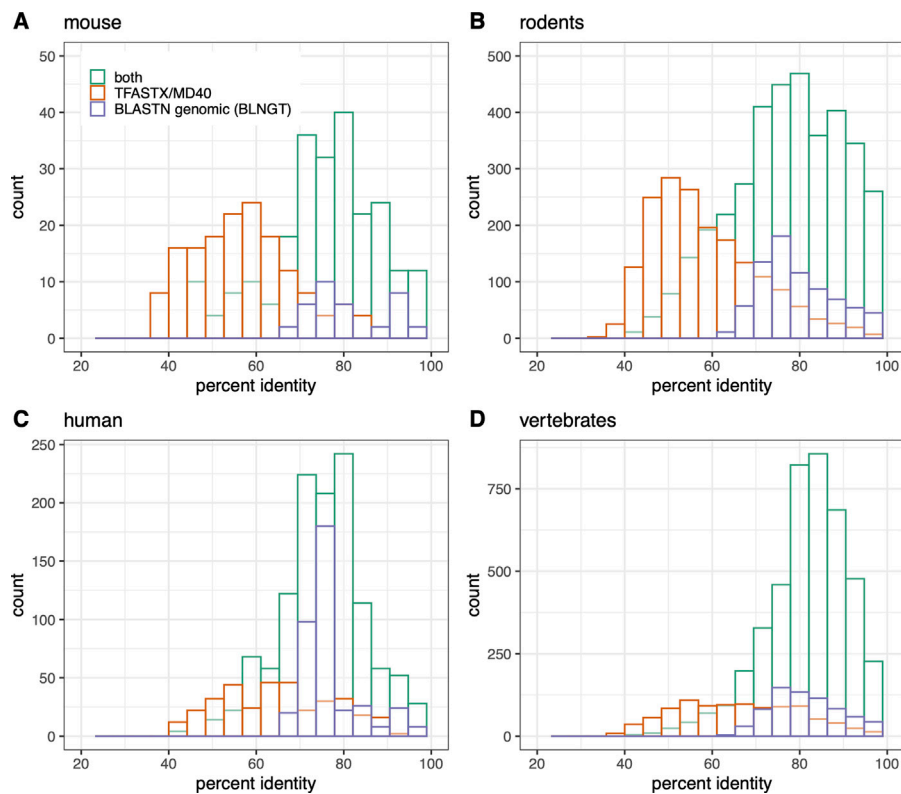 A mouse
50
40
30
20
10
0
count
both
TFASTX/MD40
BLASTN genomic (BLNGT)
20 40 60 80 100
percent identity
B rodents
500
400
300
200
100
0
count
20 40 60 80 100
percent identity
C human
250
200
150
100
50
0
count
20 40 60 80 100
percent identity
D vertebrates
750
500
250
0
count
20 40 60 80 100
percent identity